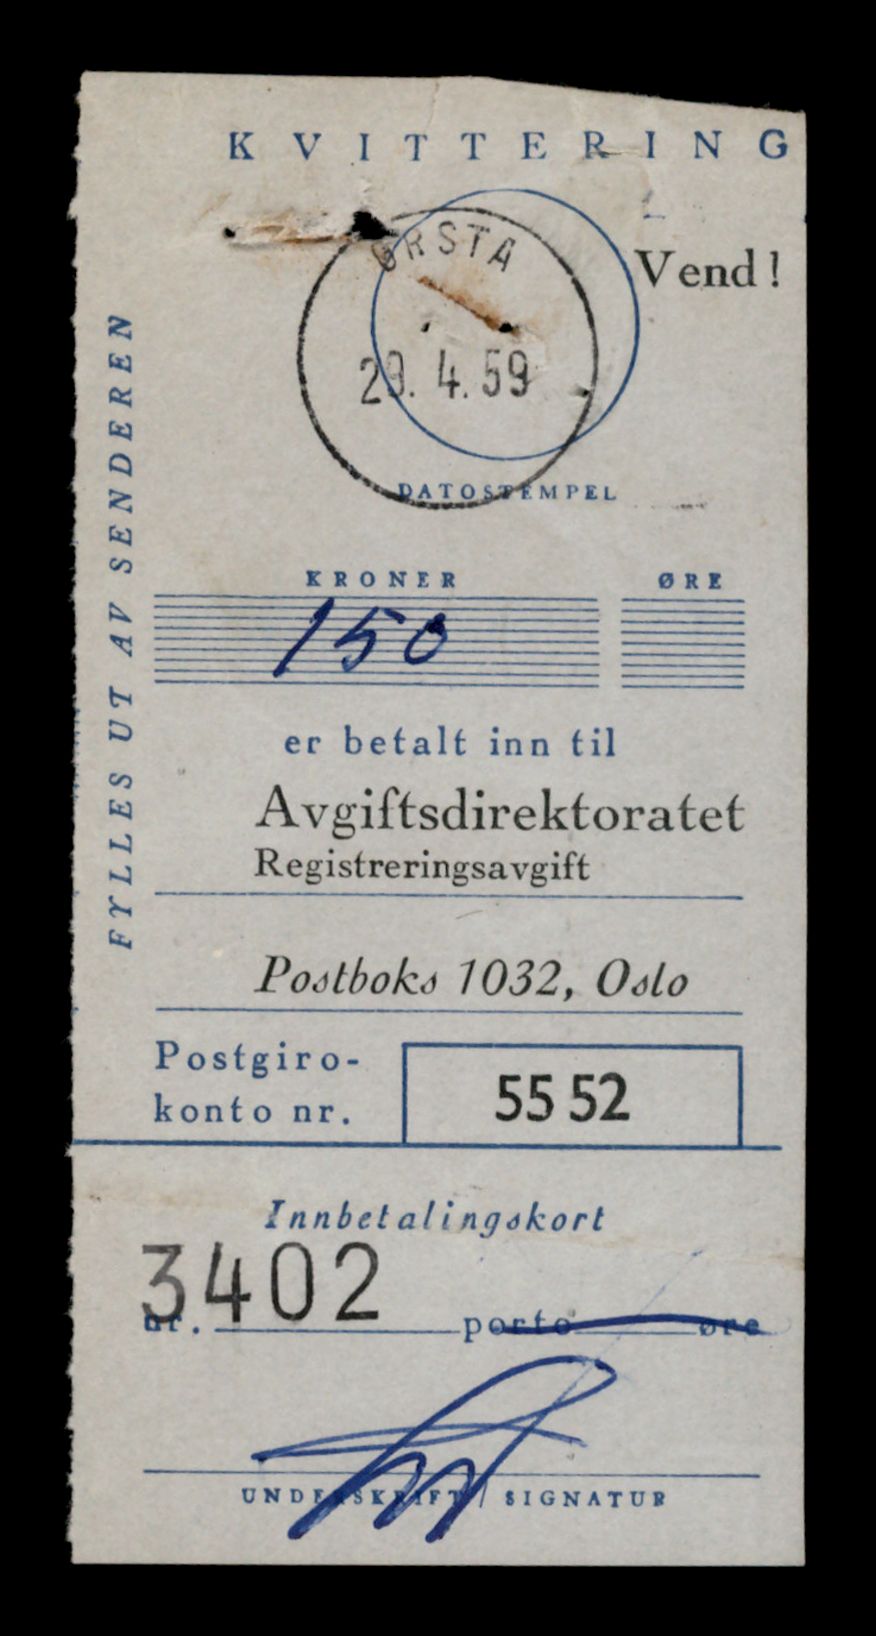 KVITTERING
ØRSTA
Vend!
29.4.59
DATOSTEMPEL
FYLLES UT AV SENDEREN
KRONER ØRE
150
er betalt inn til
Avgiftsdirektoratet
Registreringsavgift
Postboks 1032, Oslo
Postgiro-
konto nr.
55 52
Innbetalingskort
3402
nr. porto øre
UNDERSKRIFT / SIGNATUR